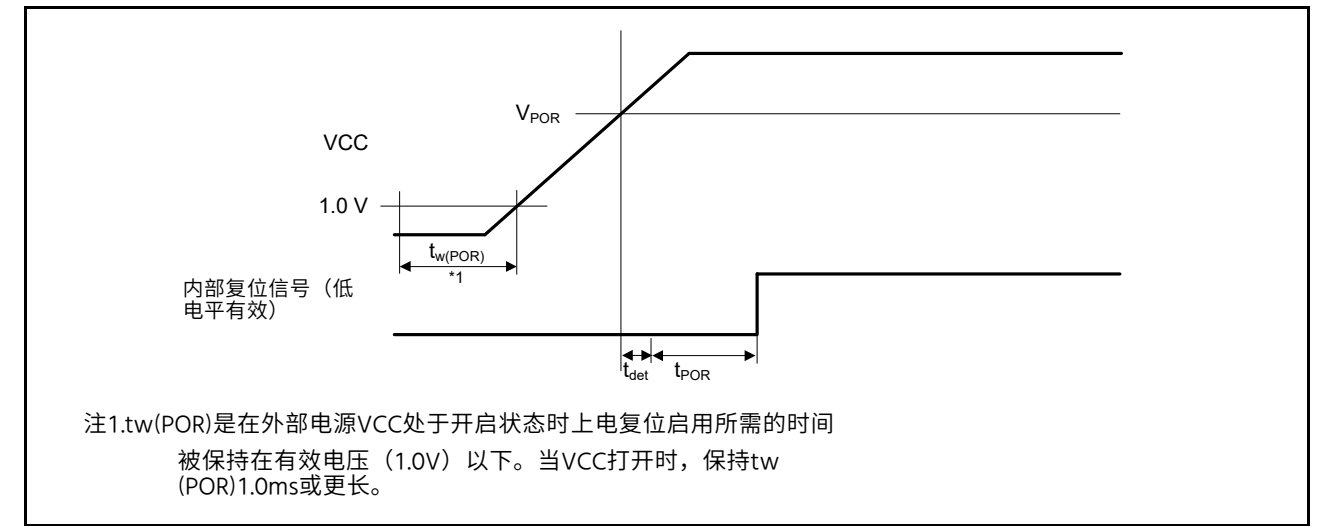 V_POR
VCC
1.0 V
t_w(POR)
*1
内部复位信号（低
电平有效）
t_det
t_POR
注1.tw(POR)是在外部电源VCC处于开启状态时上电复位启用所需的时间
被保持在有效电压（1.0V）以下。当VCC打开时，保持tw
(POR)1.0ms或更长。